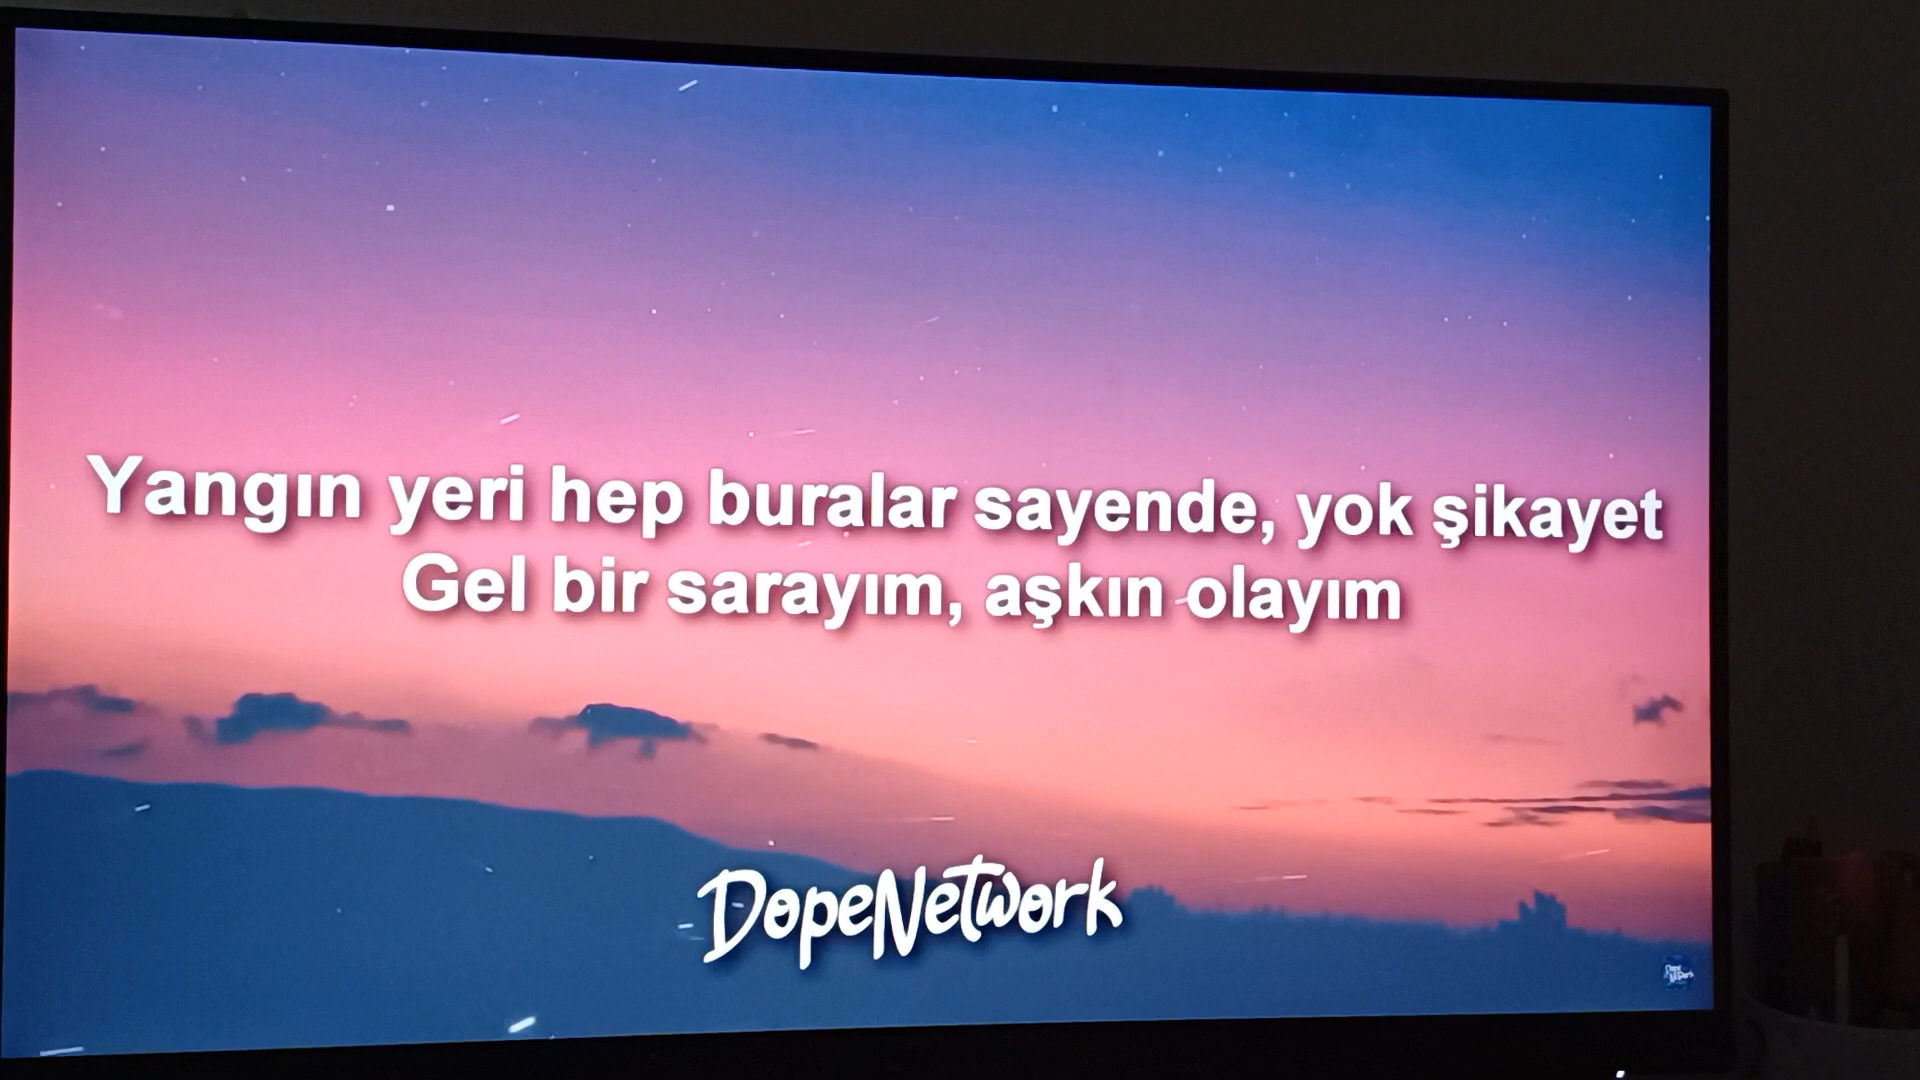 Yangın yeri hep buralar sayende, yok şikayet
Gel bir sarayım, aşkın olayım
DopeNetwork